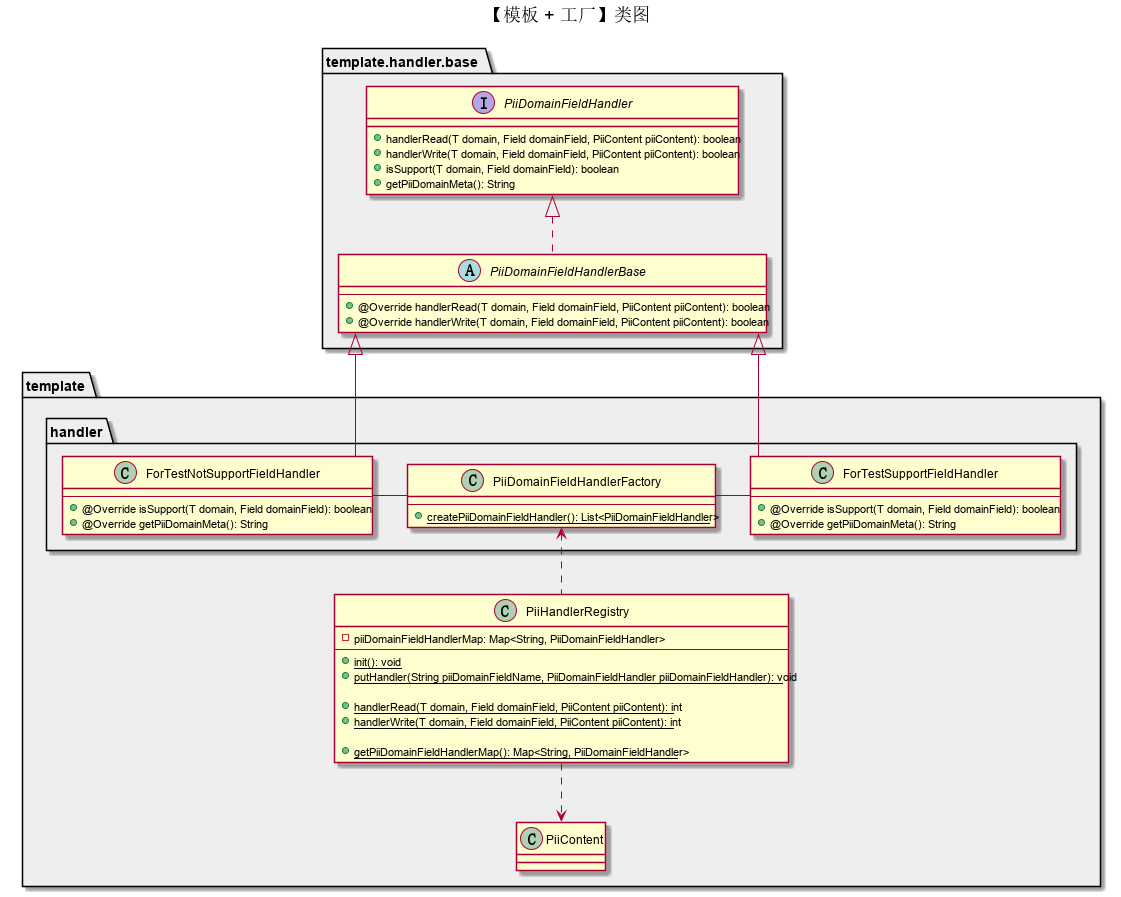 【模板 + 工厂】类图
template.handler.base
I PiiDomainFieldHandler
handlerRead(T domain, Field domainField, PiiContent piiContent): boolean
handlerWrite(T domain, Field domainField, PiiContent piiContent): boolean
isSupport(T domain, Field domainField): boolean
getPiiDomainMeta(): String
A PiiDomainFieldHandlerBase
@Override handlerRead(T domain, Field domainField, PiiContent piiContent): boolean
@Override handlerWrite(T domain, Field domainField, PiiContent piiContent): boolean
template
handler
C ForTestNotSupportFieldHandler
@Override isSupport(T domain, Field domainField): boolean
@Override getPiiDomainMeta(): String
C PiiDomainFieldHandlerFactory
createPiiDomainFieldHandler(): List<PiiDomainFieldHandler>
C ForTestSupportFieldHandler
@Override isSupport(T domain, Field domainField): boolean
@Override getPiiDomainMeta(): String
C PiiHandlerRegistry
piiDomainFieldHandlerMap: Map<String, PiiDomainFieldHandler>
init(): void
putHandler(String piiDomainFieldName, PiiDomainFieldHandler piiDomainFieldHandler): void
handlerRead(T domain, Field domainField, PiiContent piiContent): int
handlerWrite(T domain, Field domainField, PiiContent piiContent): int
getPiiDomainFieldHandlerMap(): Map<String, PiiDomainFieldHandler>
C PiiContent